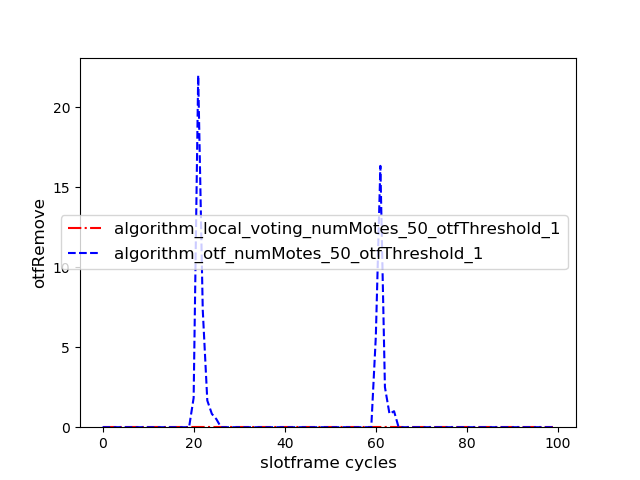 20
15
algorithm_local_voting_numMotes_50_otfThreshold_1
algorithm_otf_numMotes_50_otfThreshold_1
10
5
0
otfRemove
0 20 40 60 80 100
slotframe cycles